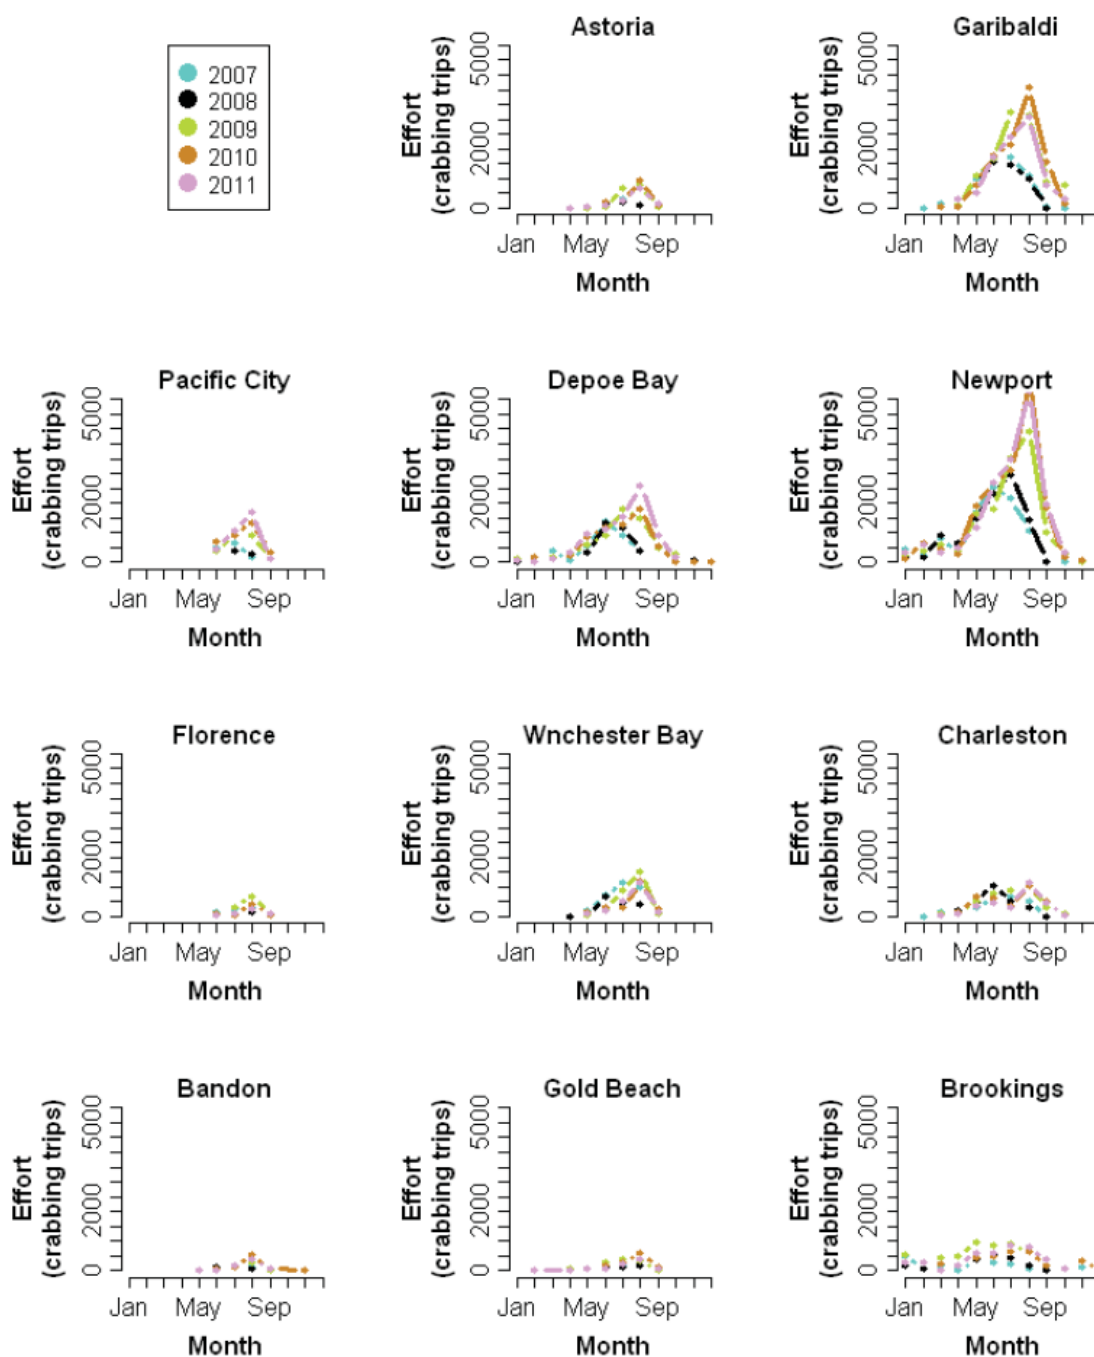 2007
2008
2009
2010
2011
Astoria
Effort
(crabbing trips)
0 2000 5000
Jan May Sep
Month
Garibaldi
Effort
(crabbing trips)
0 2000 5000
Jan May Sep
Month
Pacific City
Effort
(crabbing trips)
0 2000 5000
Jan May Sep
Month
Depoe Bay
Effort
(crabbing trips)
0 2000 5000
Jan May Sep
Month
Newport
Effort
(crabbing trips)
0 2000 5000
Jan May Sep
Month
Florence
Effort
(crabbing trips)
0 2000 5000
Jan May Sep
Month
Wnchester Bay
Effort
(crabbing trips)
0 2000 5000
Jan May Sep
Month
Charleston
Effort
(crabbing trips)
0 2000 5000
Jan May Sep
Month
Bandon
Effort
(crabbing trips)
0 2000 5000
Jan May Sep
Month
Gold Beach
Effort
(crabbing trips)
0 2000 5000
Jan May Sep
Month
Brookings
Effort
(crabbing trips)
0 2000 5000
Jan May Sep
Month